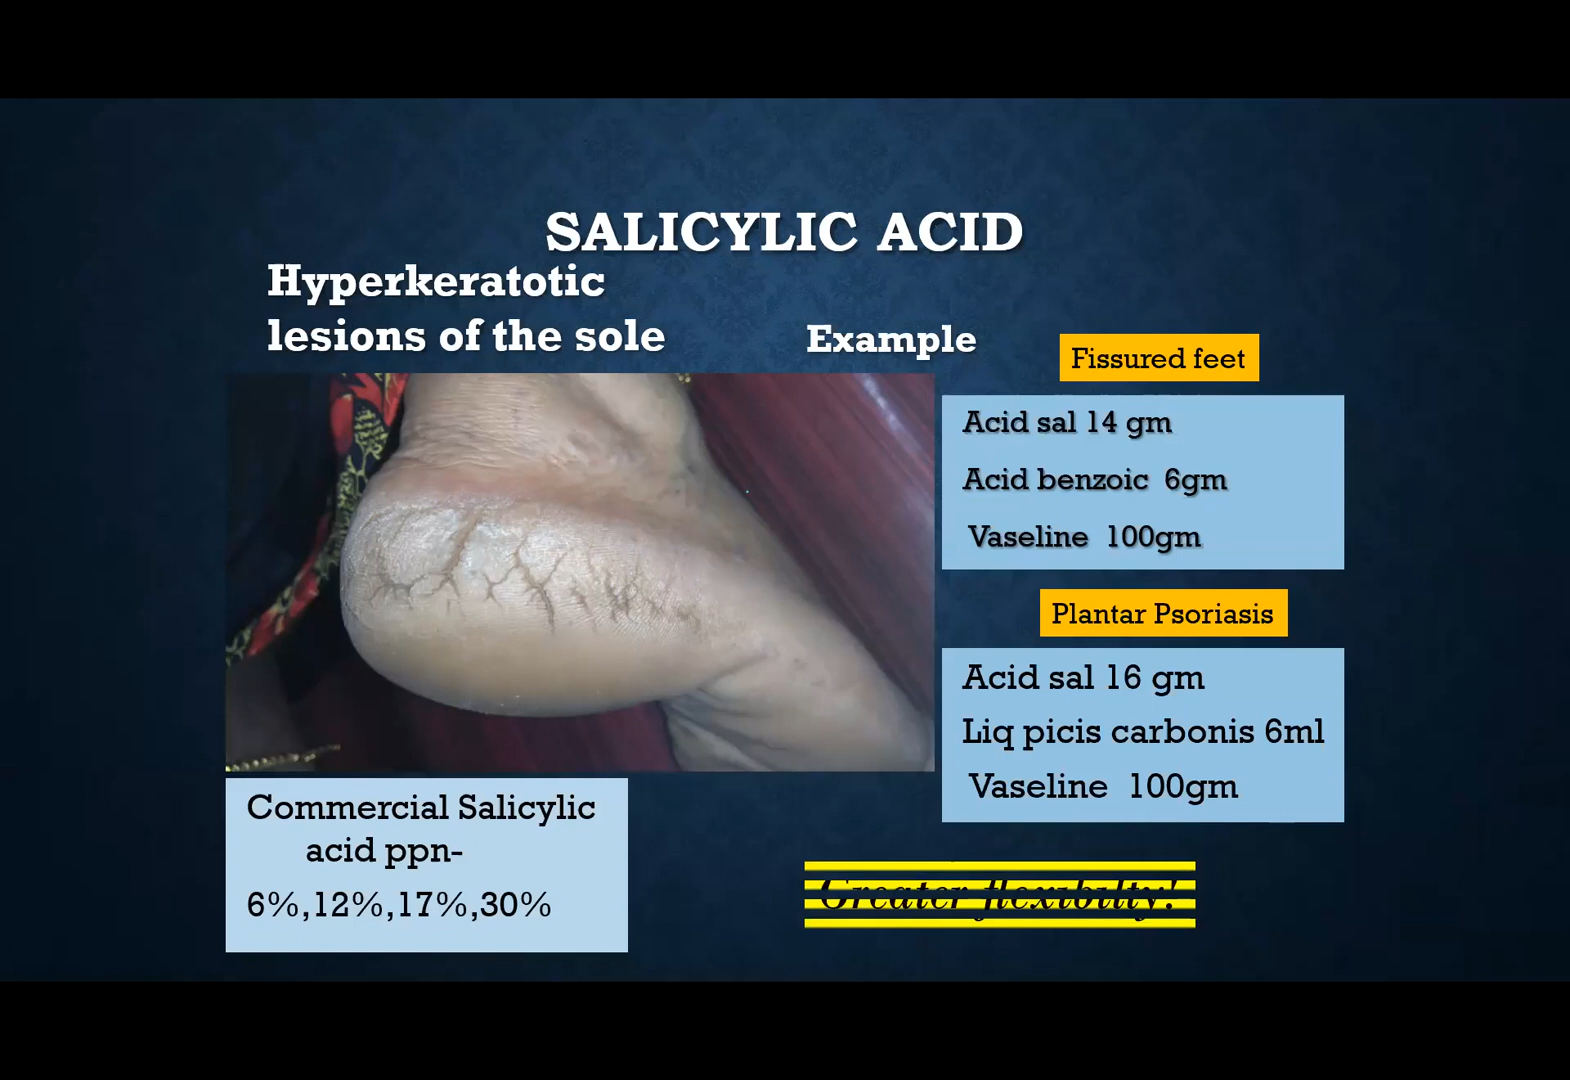 SALICYLIC ACID
Hyperkeratotic
lesions of the sole
Example
Fissured feet
Acid sal 14 gm
Acid benzoic 6gm
Vaseline 100gm
Plantar Psoriasis
Acid sal 16 gm
Liq picis carbonis 6ml
Vaseline 100gm
Commercial Salicylic
acid ppn-
6%,12%,17%,30%
Greater flexibilty!